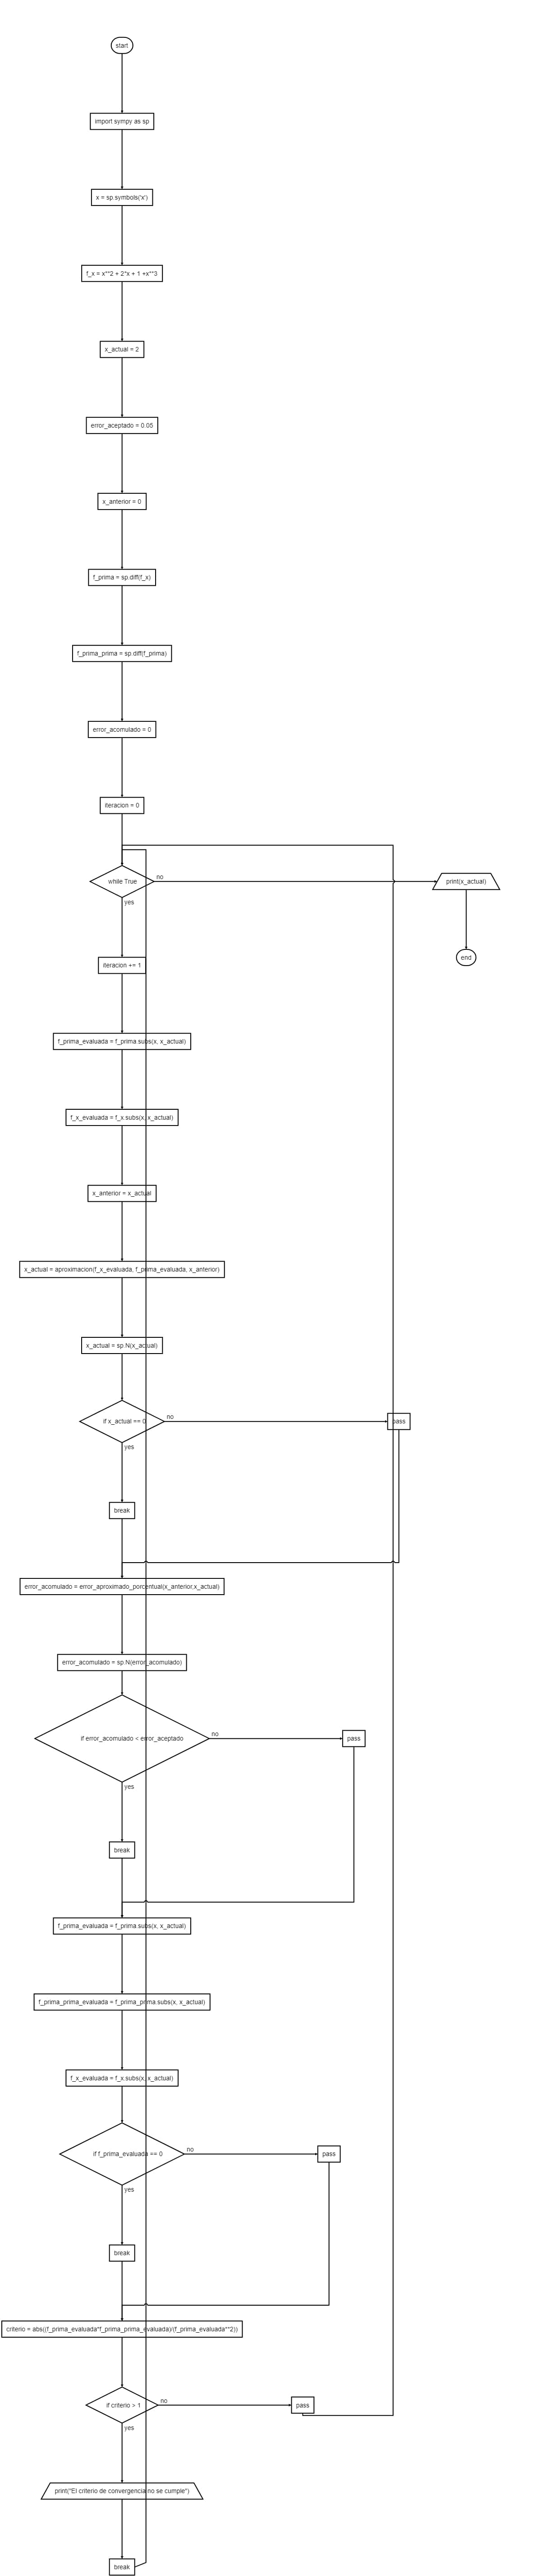 start
import sympy as sp
x = sp.symbols('x')
f_x = x**2 + 2*x + 1 +x**3
x_actual = 2
error_aceptado = 0.05
x_anterior = 0
f_prima = sp.diff(f_x)
f_prima_prima = sp.diff(f_prima)
error_acomulado = 0
iteracion = 0
while True
no
print(x_actual)
yes
end
iteracion += 1
f_prima_evaluada = f_prima.subs(x, x_actual)
f_x_evaluada = f_x.subs(x, x_actual)
x_anterior = x_actual
x_actual = aproximacion(f_x_evaluada, f_prima_evaluada, x_anterior)
x_actual = sp.N(x_actual)
if x_actual == 0
no
pass
yes
break
error_acomulado = error_aproximado_porcentual(x_anterior,x_actual)
error_acomulado = sp.N(error_acomulado)
if error_acomulado < error_aceptado
no
pass
yes
break
f_prima_evaluada = f_prima.subs(x, x_actual)
f_prima_prima_evaluada = f_prima_prima.subs(x, x_actual)
f_x_evaluada = f_x.subs(x, x_actual)
if f_prima_evaluada == 0
no
pass
yes
break
criterio = abs((f_prima_evaluada*f_prima_prima_evaluada)/(f_prima_evaluada**2))
if criterio > 1
no
pass
yes
print("El criterio de convergencia no se cumple")
break